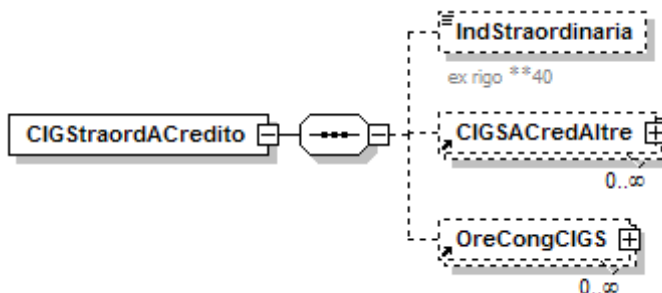 IndStraordinaria
ex rigo **40
CIGStraordACredito
CIGSACredAltre
0..∞
OreCongCIGS
0..∞